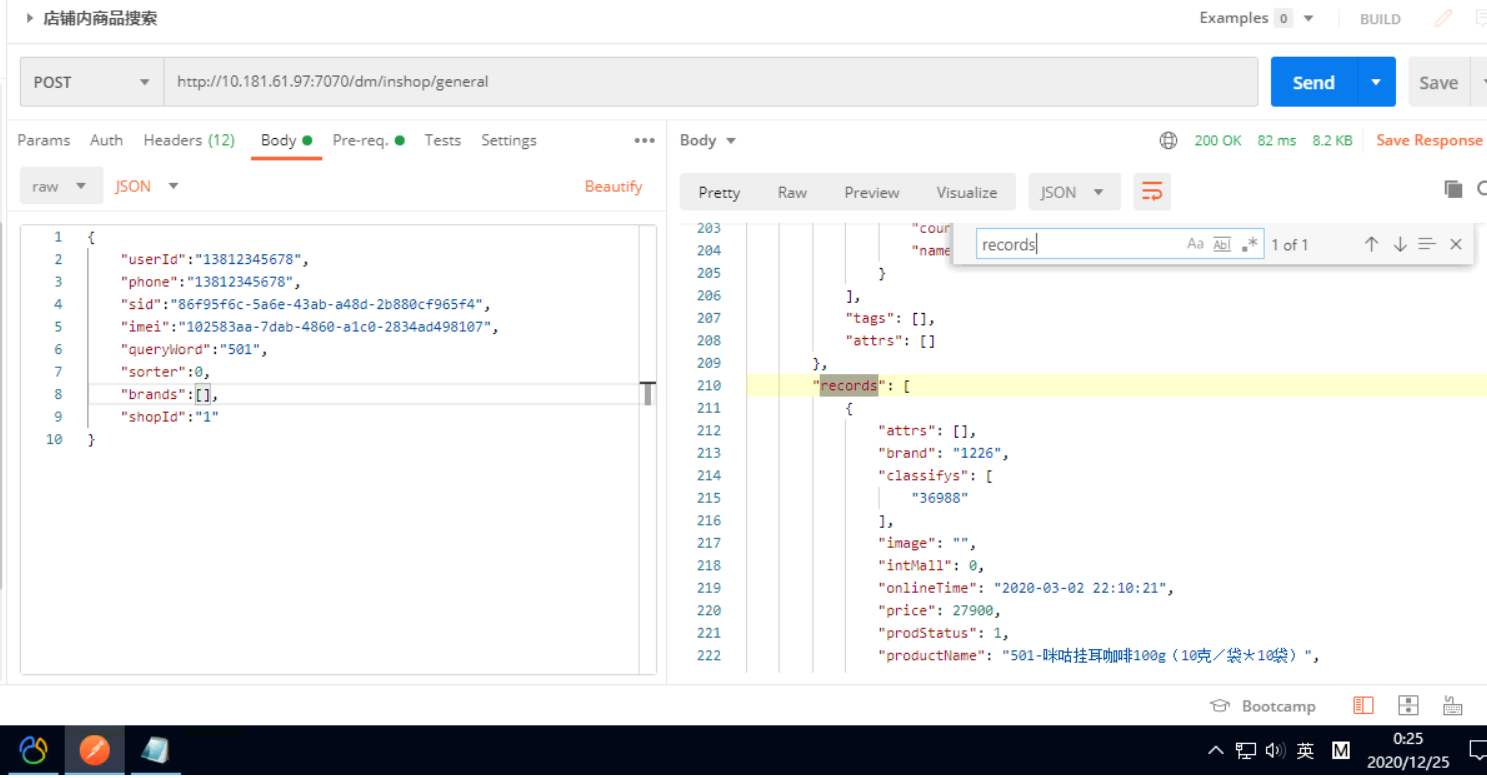 店铺内商品搜索
Examples 0
BUILD
POST
http://10.181.61.97:7070/dm/inshop/general
Send
Save
Params Auth Headers (12) Body Pre-req. Tests Settings
Body
200 OK 82 ms 8.2 KB Save Response
raw JSON Beautify
Pretty Raw Preview Visualize JSON
1 {
2 "userId":"13812345678",
3 "phone":"13812345678",
4 "sid":"86f95f6c-5a6e-43ab-a48d-2b880cf965f4",
5 "imei":"102583aa-7dab-4860-a1c0-2834ad498107",
6 "queryWord":"501",
7 "sorter":0,
8 "brands":[],
9 "shopId":"1"
10 }
records Aa Abl .* 1 of 1
203 "cour
204 "name
205 }
206 ],
207 "tags": [],
208 "attrs": []
209 },
210 "records": [
211 {
212 "attrs": [],
213 "brand": "1226",
214 "classifys": [
215 "36988"
216 ],
217 "image": "",
218 "intMall": 0,
219 "onlineTime": "2020-03-02 22:10:21",
220 "price": 27900,
221 "prodStatus": 1,
222 "productName": "501-咪咕挂耳咖啡100g（10克／袋＊10袋）",
Bootcamp
英 M
0:25
2020/12/25